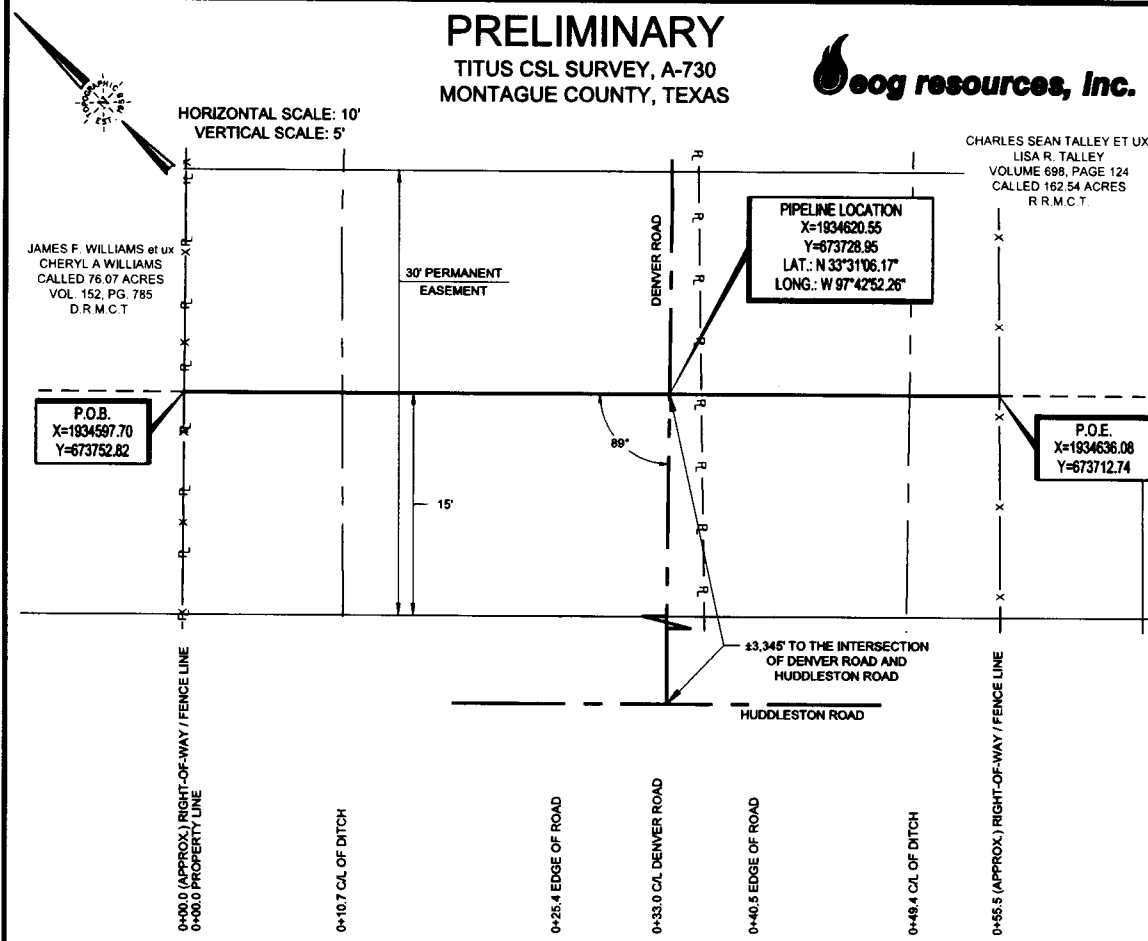 PRELIMINARY
TITUS CSL SURVEY, A-730
MONTAGUE COUNTY, TEXAS
eog resources, inc.
TOPOGRAPHIC
N
EST.
HORIZONTAL SCALE: 10'
VERTICAL SCALE: 5'
CHARLES SEAN TALLEY ET UX
LISA R. TALLEY
VOLUME 698, PAGE 124
CALLED 162.54 ACRES
R.R.M.C.T.
JAMES F. WILLIAMS et ux
CHERYL A WILLIAMS
CALLED 76.07 ACRES
VOL. 152, PG. 785
D.R.M.C.T
30' PERMANENT
EASEMENT
DENVER ROAD
PIPELINE LOCATION
X=1934620.55
Y=673728.95
LAT.: N 33°31'06.17"
LONG.: W 97°42'52.26"
P.O.B.
X=1934597.70
Y=673752.82
89°
15'
P.O.E.
X=1934636.08
Y=673712.74
±3,345' TO THE INTERSECTION
OF DENVER ROAD AND
HUDDLESTON ROAD
HUDDLESTON ROAD
0+00.0 (APPROX.) RIGHT-OF-WAY / FENCE LINE
0+00.0 PROPERTY LINE
0+10.7 C/L OF DITCH
0+25.4 EDGE OF ROAD
0+33.0 C/L DENVER ROAD
0+40.5 EDGE OF ROAD
0+49.4 C/L OF DITCH
0+55.5 (APPROX.) RIGHT-OF-WAY / FENCE LINE